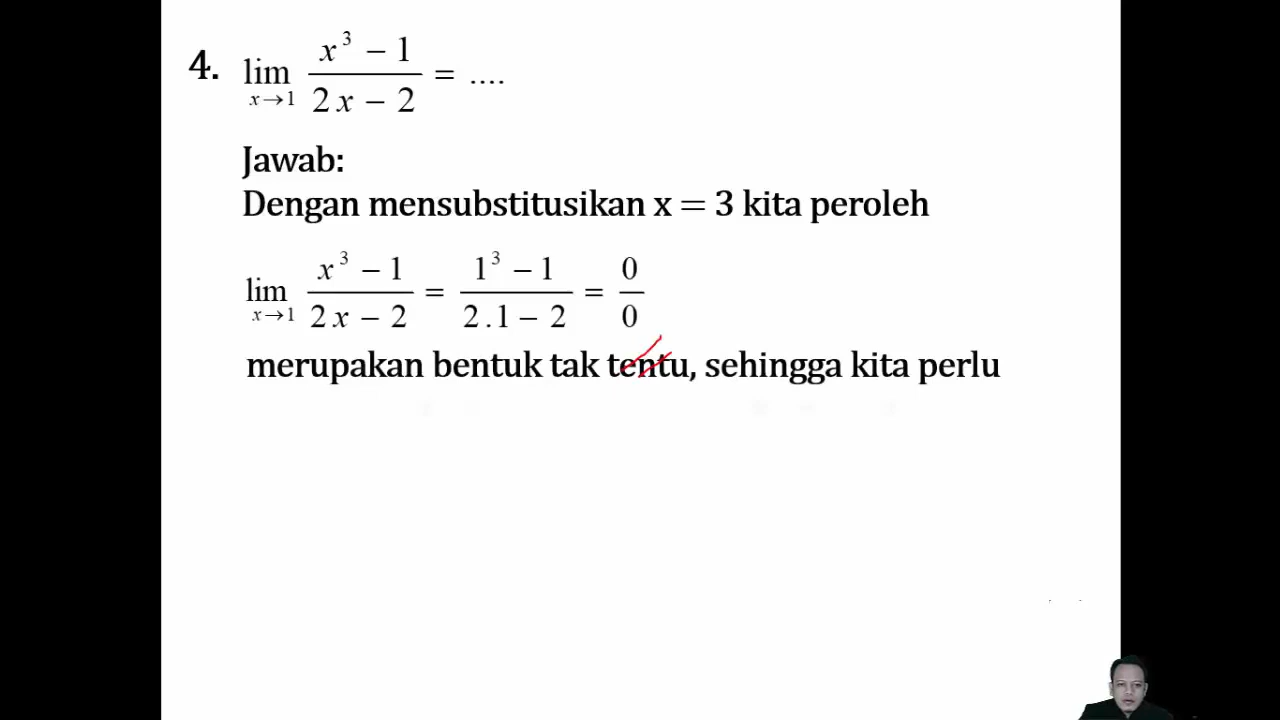 4. lim x→1 x³ − 1 / 2x − 2 = ....
Jawab:
Dengan mensubstitusikan x = 3 kita peroleh
lim x→1 x³ − 1 / 2x − 2 = 1³ − 1 / 2.1 − 2 = 0 / 0
merupakan bentuk tak tentu, sehingga kita perlu